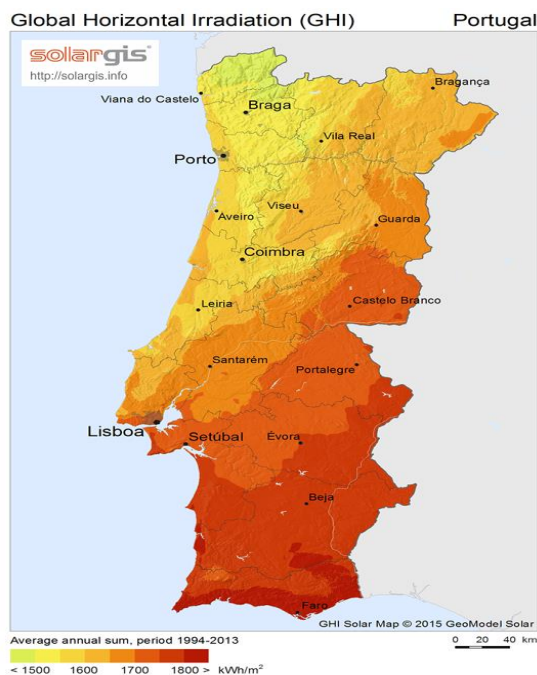 Global Horizontal Irradiation (GHI) Portugal
solargis
http://solargis.info
Bragança
Viana do Castelo
Braga
Vila Real
Porto
Viseu
Aveiro
Guarda
Coimbra
Castelo Branco
Leiria
Santarém
Portalegre
Lisboa
Setúbal
Évora
Beja
Faro
GHI Solar Map © 2015 GeoModel Solar
Average annual sum, period 1994-2013
0 20 40 km
< 1500 1600 1700 1800 > kWh/m²